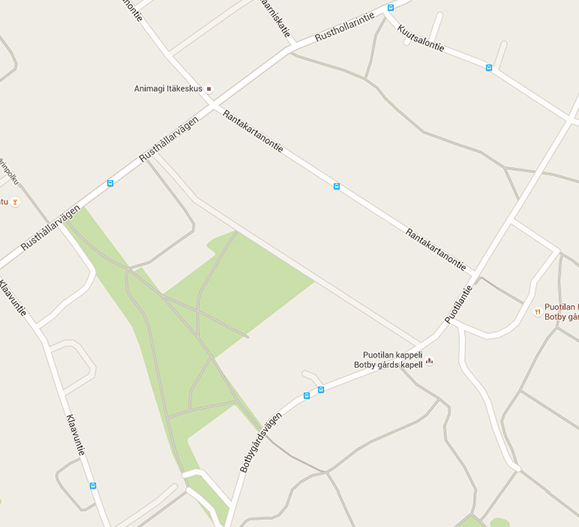 Rusthollarintie
Kuutsalontie
Animagi Itäkeskus
Rantakartanontie
Rusthållarvägen
Rusthållarvägen
Rantakartanontie
Klaavuntie
Puotilantie
Puotilan kappeli
Botby gårds kapell
Klaavuntie
Botbygårdsvägen